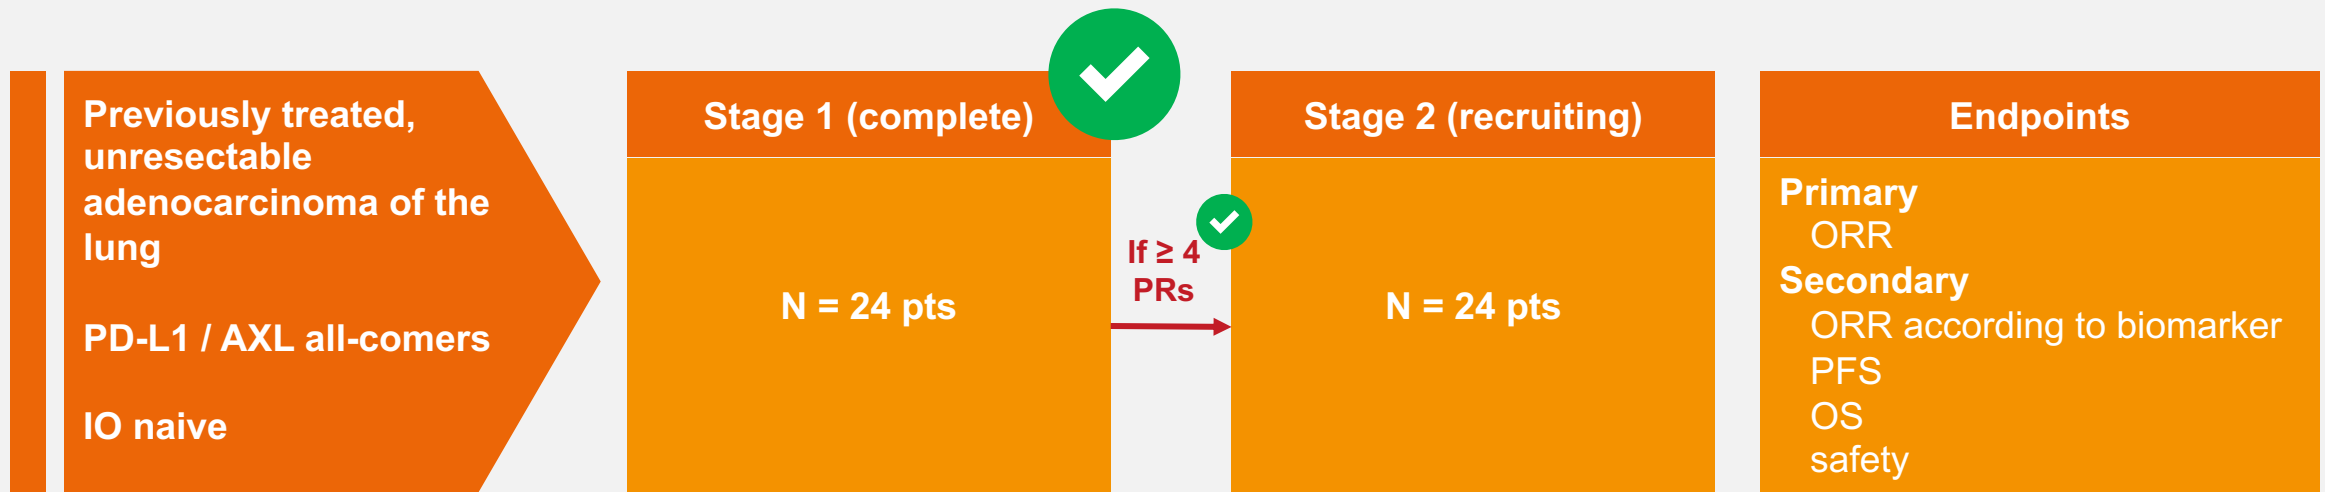 Previously treated,
unresectable
adenocarcinoma of the
lung
PD-L1 / AXL all-comers
IO naive
Stage 1 (complete)
N = 24 pts
If ≥ 4
PRs
Stage 2 (recruiting)
N = 24 pts
Endpoints
Primary
ORR
Secondary
ORR according to biomarker
PFS
OS
safety